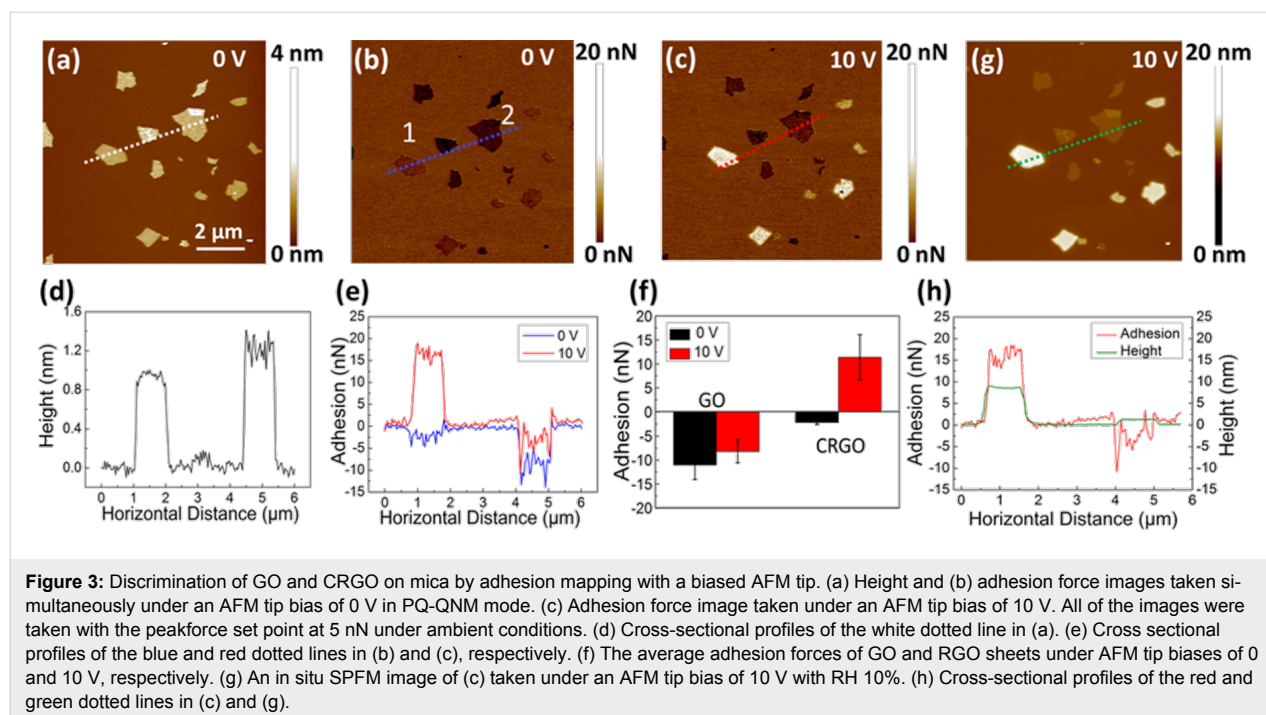 (a) 0 V 4 nm
0 nm
2 µm
(b) 0 V 20 nN
0 nN
1 2
(c) 10 V 20 nN
0 nN
(g) 10 V 20 nm
0 nm
(d)
1.6
1.2
0.8
0.4
0.0
Height (nm)
0 1 2 3 4 5 6
Horizontal Distance (µm)
(e)
25
20
15
10
5
0
-5
-10
-15
Adhesion (nN)
0 V
10 V
0 1 2 3 4 5 6
Horizontal Distance (µm)
(f)
20
15
10
5
0
-5
-10
-15
-20
Adhesion (nN)
0 V
10 V
GO
CRGO
(h)
25
20
15
10
5
0
-5
-10
-15
Adhesion (nN)
Adhesion
Height
25
20
15
10
5
0
-5
-10
-15
Height (nm)
0 1 2 3 4 5
Horizontal Distance (µm)
Figure 3: Discrimination of GO and CRGO on mica by adhesion mapping with a biased AFM tip. (a) Height and (b) adhesion force images taken si-
multaneously under an AFM tip bias of 0 V in PQ-QNM mode. (c) Adhesion force image taken under an AFM tip bias of 10 V. All of the images were
taken with the peakforce set point at 5 nN under ambient conditions. (d) Cross-sectional profiles of the white dotted line in (a). (e) Cross sectional
profiles of the blue and red dotted lines in (b) and (c), respectively. (f) The average adhesion forces of GO and RGO sheets under AFM tip biases of 0
and 10 V, respectively. (g) An in situ SPFM image of (c) taken under an AFM tip bias of 10 V with RH 10%. (h) Cross-sectional profiles of the red and
green dotted lines in (c) and (g).